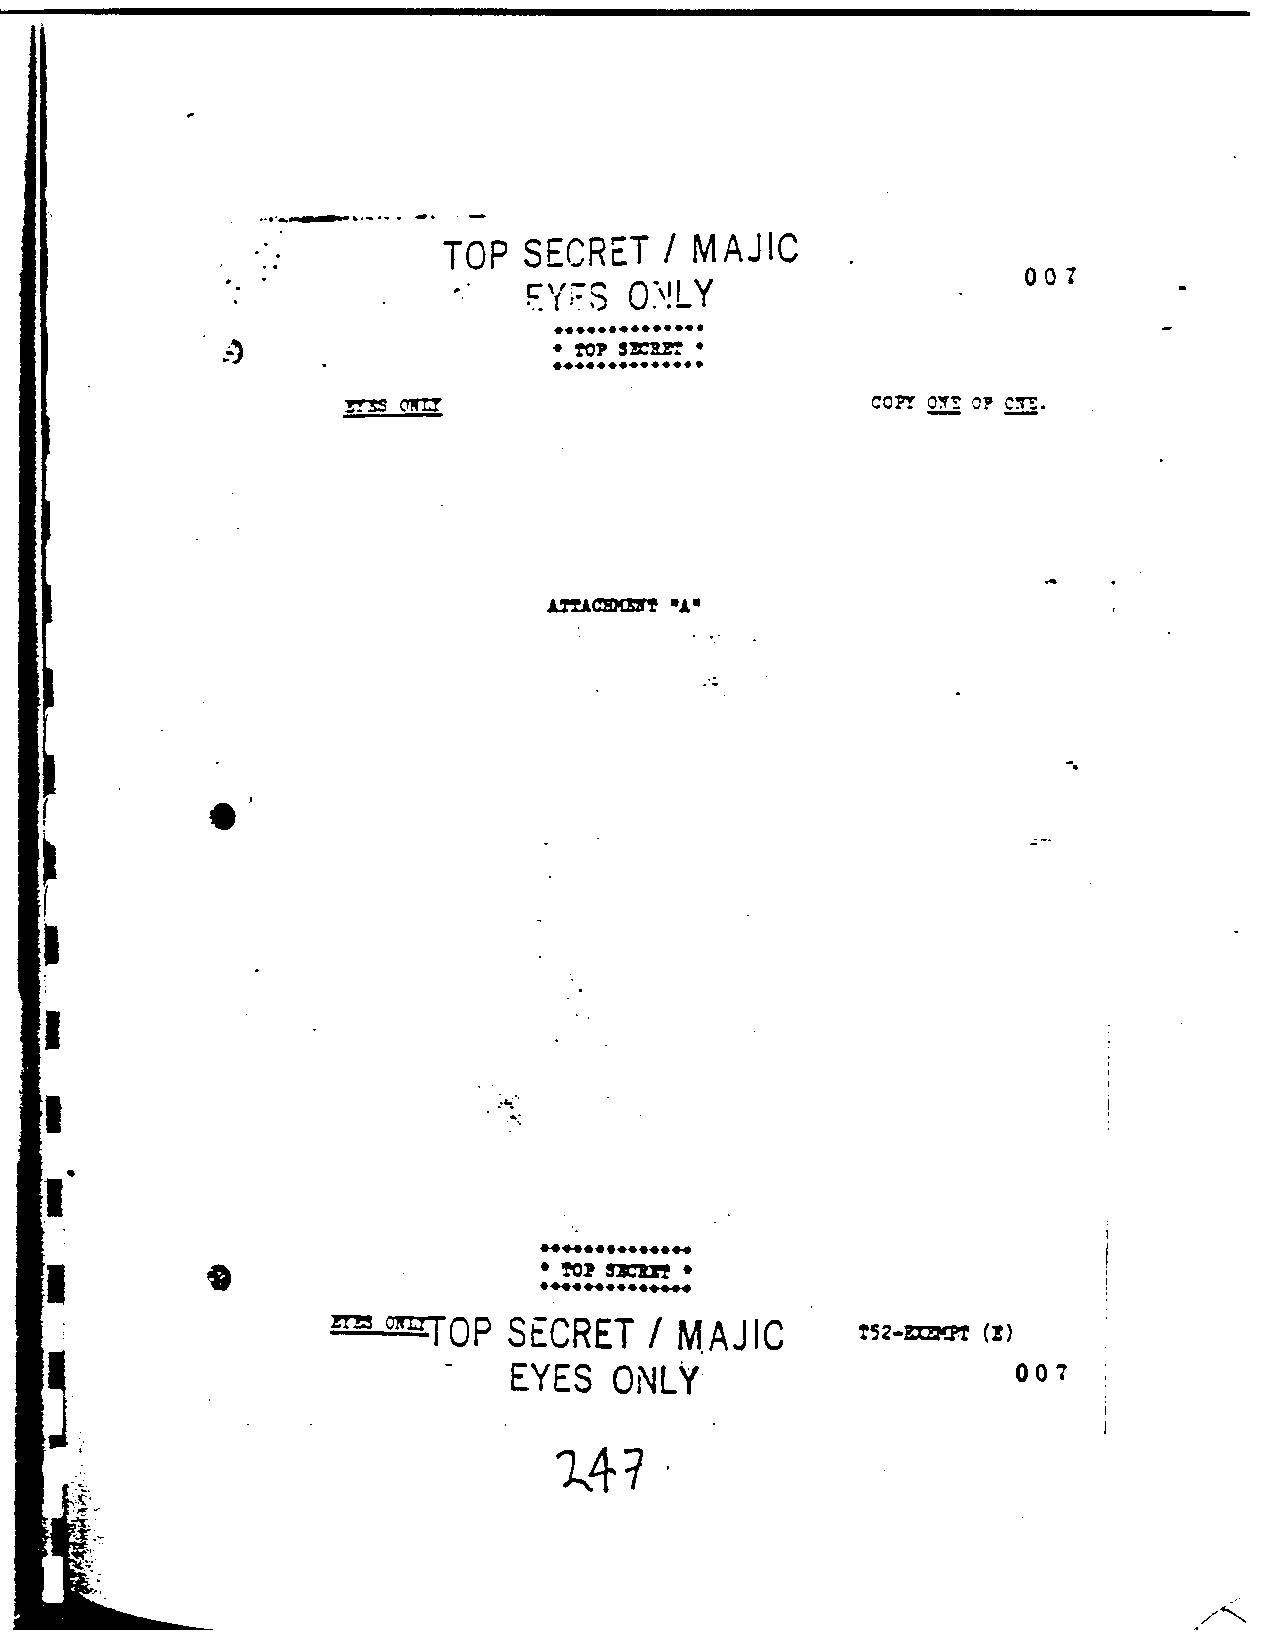 TOP SECRET / MAJIC
EYES ONLY
007
**************
* TOP SECRET *
**************
EYES ONLY
COPY ONE OF ONE.
ATTACHMENT "A"
**************
* TOP SECRET *
**************
EYES ONLY
TOP SECRET / MAJIC
T52-EXEMPT (E)
EYES ONLY
007
247